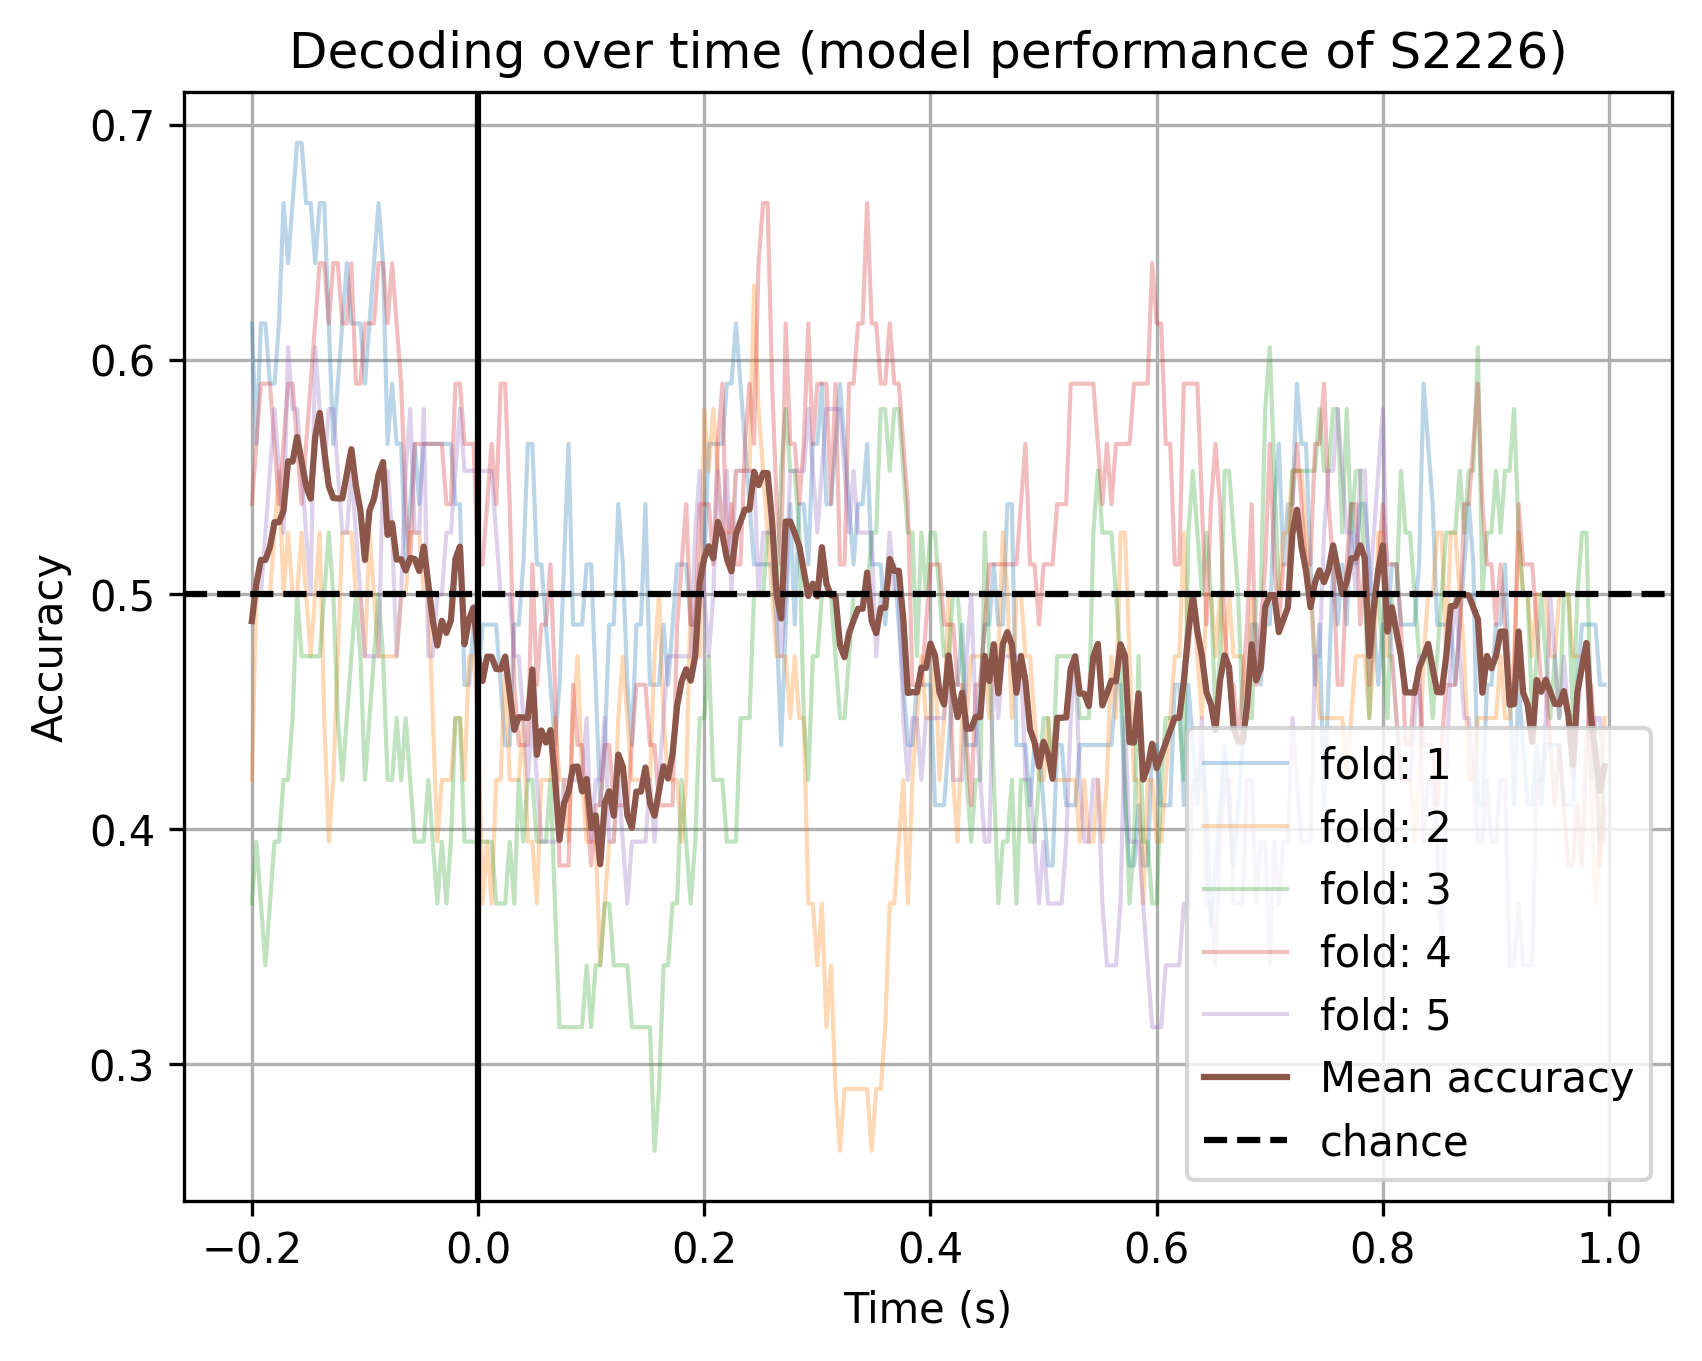 Decoding over time (model performance of S2226)
Accuracy
0.7
0.6
0.5
0.4
0.3
−0.2 0.0 0.2 0.4 0.6 0.8 1.0
Time (s)
fold: 1
fold: 2
fold: 3
fold: 4
fold: 5
Mean accuracy
chance